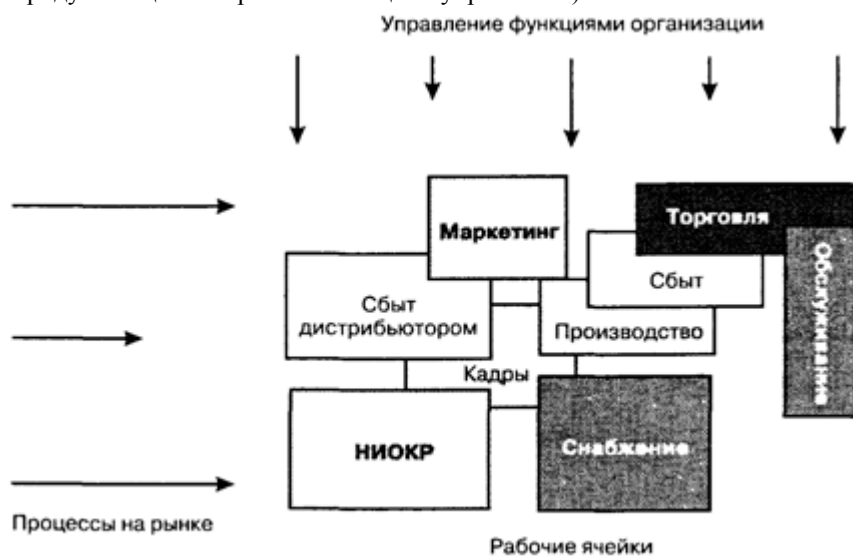 Управление функциями организации
Маркетинг
Торговля
Обслуживание
Сбыт
Сбыт
дистрибьютором
Производство
Кадры
НИОКР
Снабжение
Процессы на рынке
Рабочие ячейки